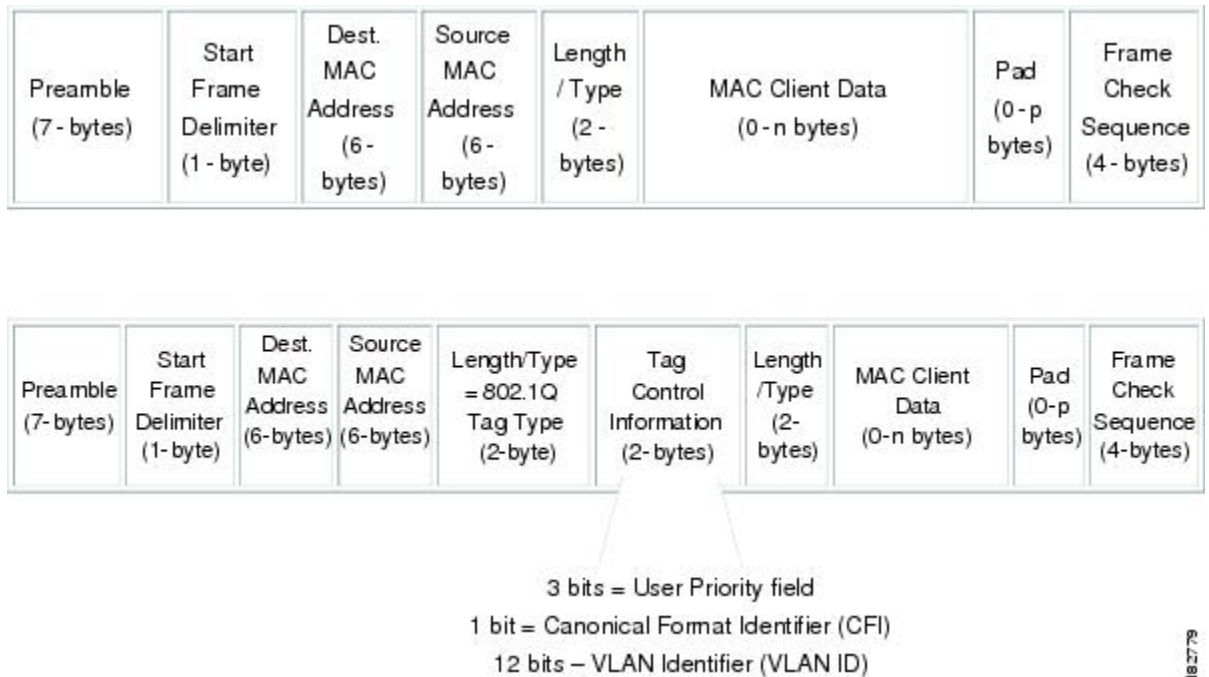 Preamble
(7 - bytes)
Start
Frame
Delimiter
(1 - byte)
Dest.
MAC
Address
(6 -
bytes)
Source
MAC
Address
(6 -
bytes)
Length
/ Type
(2 -
bytes)
MAC Client Data
(0 - n bytes)
Pad
(0 - p
bytes)
Frame
Check
Sequence
(4 - bytes)
Preamble
(7-bytes)
Start
Frame
Delimiter
(1-byte)
Dest.
MAC
Address
(6-bytes)
Source
MAC
Address
(6-bytes)
Length/Type
= 802.1Q
Tag Type
(2-byte)
Tag
Control
Information
(2-bytes)
Length
/Type
(2-
bytes)
MAC Client
Data
(0-n bytes)
Pad
(0-p
bytes)
Frame
Check
Sequence
(4-bytes)
3 bits = User Priority field
1 bit = Canonical Format Identifier (CFI)
12 bits – VLAN Identifier (VLAN ID)